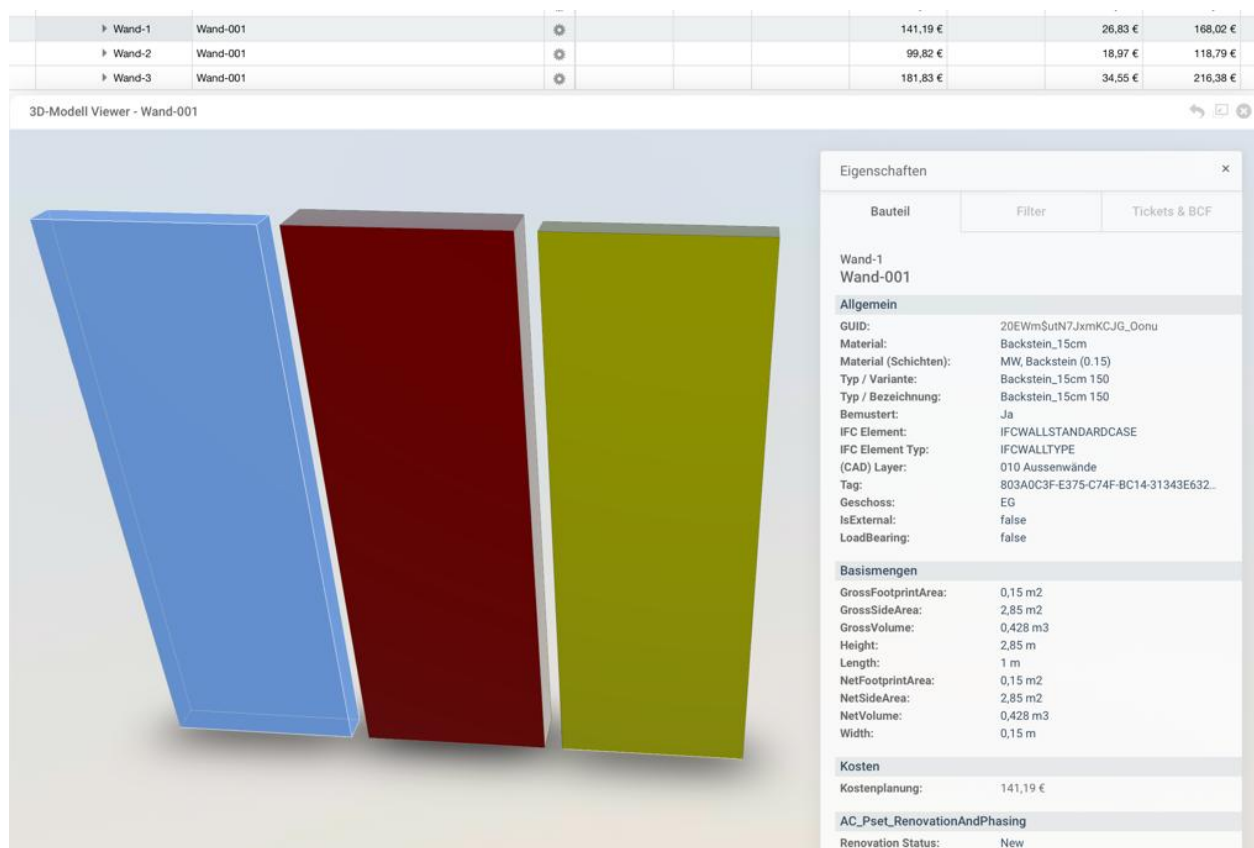 Wand-1 Wand-001 141,19 € 26,83 € 168,02 €
Wand-2 Wand-001 99,82 € 18,97 € 118,79 €
Wand-3 Wand-001 181,83 € 34,55 € 216,38 €
3D-Modell Viewer - Wand-001
Eigenschaften ×
Bauteil Filter Tickets & BCF
Wand-1
Wand-001
Allgemein
GUID: 20EWm$utN7JxmKCJG_Oonu
Material: Backstein_15cm
Material (Schichten): MW, Backstein (0.15)
Typ / Variante: Backstein_15cm 150
Typ / Bezeichnung: Backstein_15cm 150
Bemustert: Ja
IFC Element: IFCWALLSTANDARDCASE
IFC Element Typ: IFCWALLTYPE
(CAD) Layer: 010 Aussenwände
Tag: 803A0C3F-E375-C74F-BC14-31343E632...
Geschoss: EG
IsExternal: false
LoadBearing: false
Basismengen
GrossFootprintArea: 0,15 m2
GrossSideArea: 2,85 m2
GrossVolume: 0,428 m3
Height: 2,85 m
Length: 1 m
NetFootprintArea: 0,15 m2
NetSideArea: 2,85 m2
NetVolume: 0,428 m3
Width: 0,15 m
Kosten
Kostenplanung: 141,19 €
AC_Pset_RenovationAndPhasing
Renovation Status: New